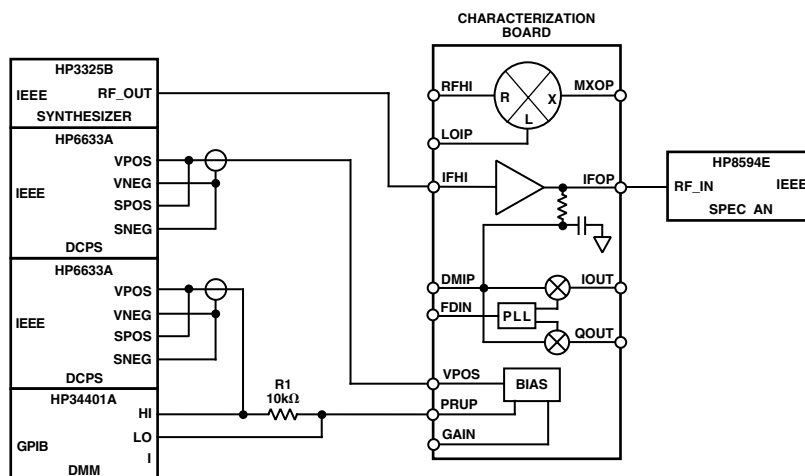 CHARACTERIZATION
BOARD
HP3325B
IEEE RF_OUT
SYNTHESIZER
HP6633A
VPOS
VNEG
IEEE
SPOS
SNEG
DCPS
HP6633A
VPOS
VNEG
IEEE
SPOS
SNEG
DCPS
HP34401A
HI
LO
GPIB
I
DMM
R1
10kΩ
RFHI
R
X
L
MXOP
LOIP
IFHI
IFOP
DMIP
IOUT
FDIN
PLL
QOUT
VPOS
BIAS
PRUP
GAIN
HP8594E
RF_IN IEEE
SPEC AN